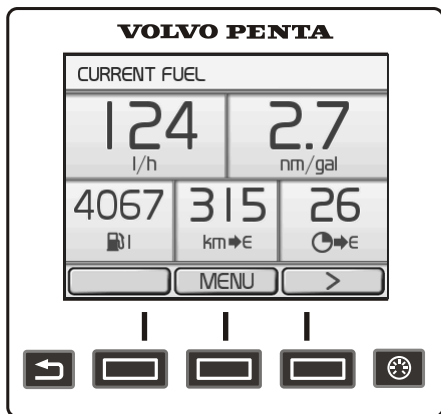 VOLVO PENTA
CURRENT FUEL
124 2.7
l/h nm/gal
4067 315 26
l km➡E ➡E
MENU >